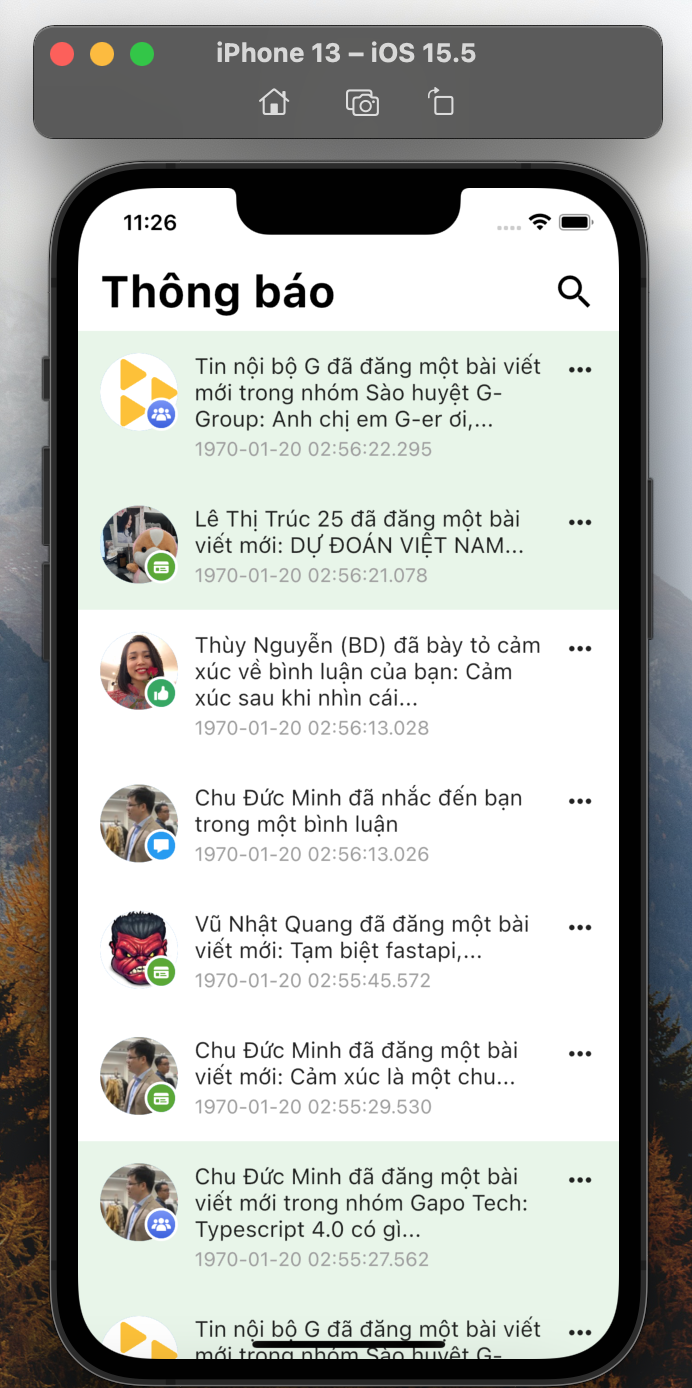 iPhone 13 – iOS 15.5
11:26
Thông báo
Tin nội bộ G đã đăng một bài viết
mới trong nhóm Sào huyệt G-
Group: Anh chị em G-er ơi,...
1970-01-20 02:56:22.295
Lê Thị Trúc 25 đã đăng một bài
viết mới: DỰ ĐOÁN VIỆT NAM...
1970-01-20 02:56:21.078
Thùy Nguyễn (BD) đã bày tỏ cảm
xúc về bình luận của bạn: Cảm
xúc sau khi nhìn cái...
1970-01-20 02:56:13.028
Chu Đức Minh đã nhắc đến bạn
trong một bình luận
1970-01-20 02:56:13.026
Vũ Nhật Quang đã đăng một bài
viết mới: Tạm biệt fastapi,...
1970-01-20 02:55:45.572
Chu Đức Minh đã đăng một bài
viết mới: Cảm xúc là một chu...
1970-01-20 02:55:29.530
Chu Đức Minh đã đăng một bài
viết mới trong nhóm Gapo Tech:
Typescript 4.0 có gì...
1970-01-20 02:55:27.562
Tin nội bộ G đã đăng một bài viết
mới trong nhóm Sào huyệt G-